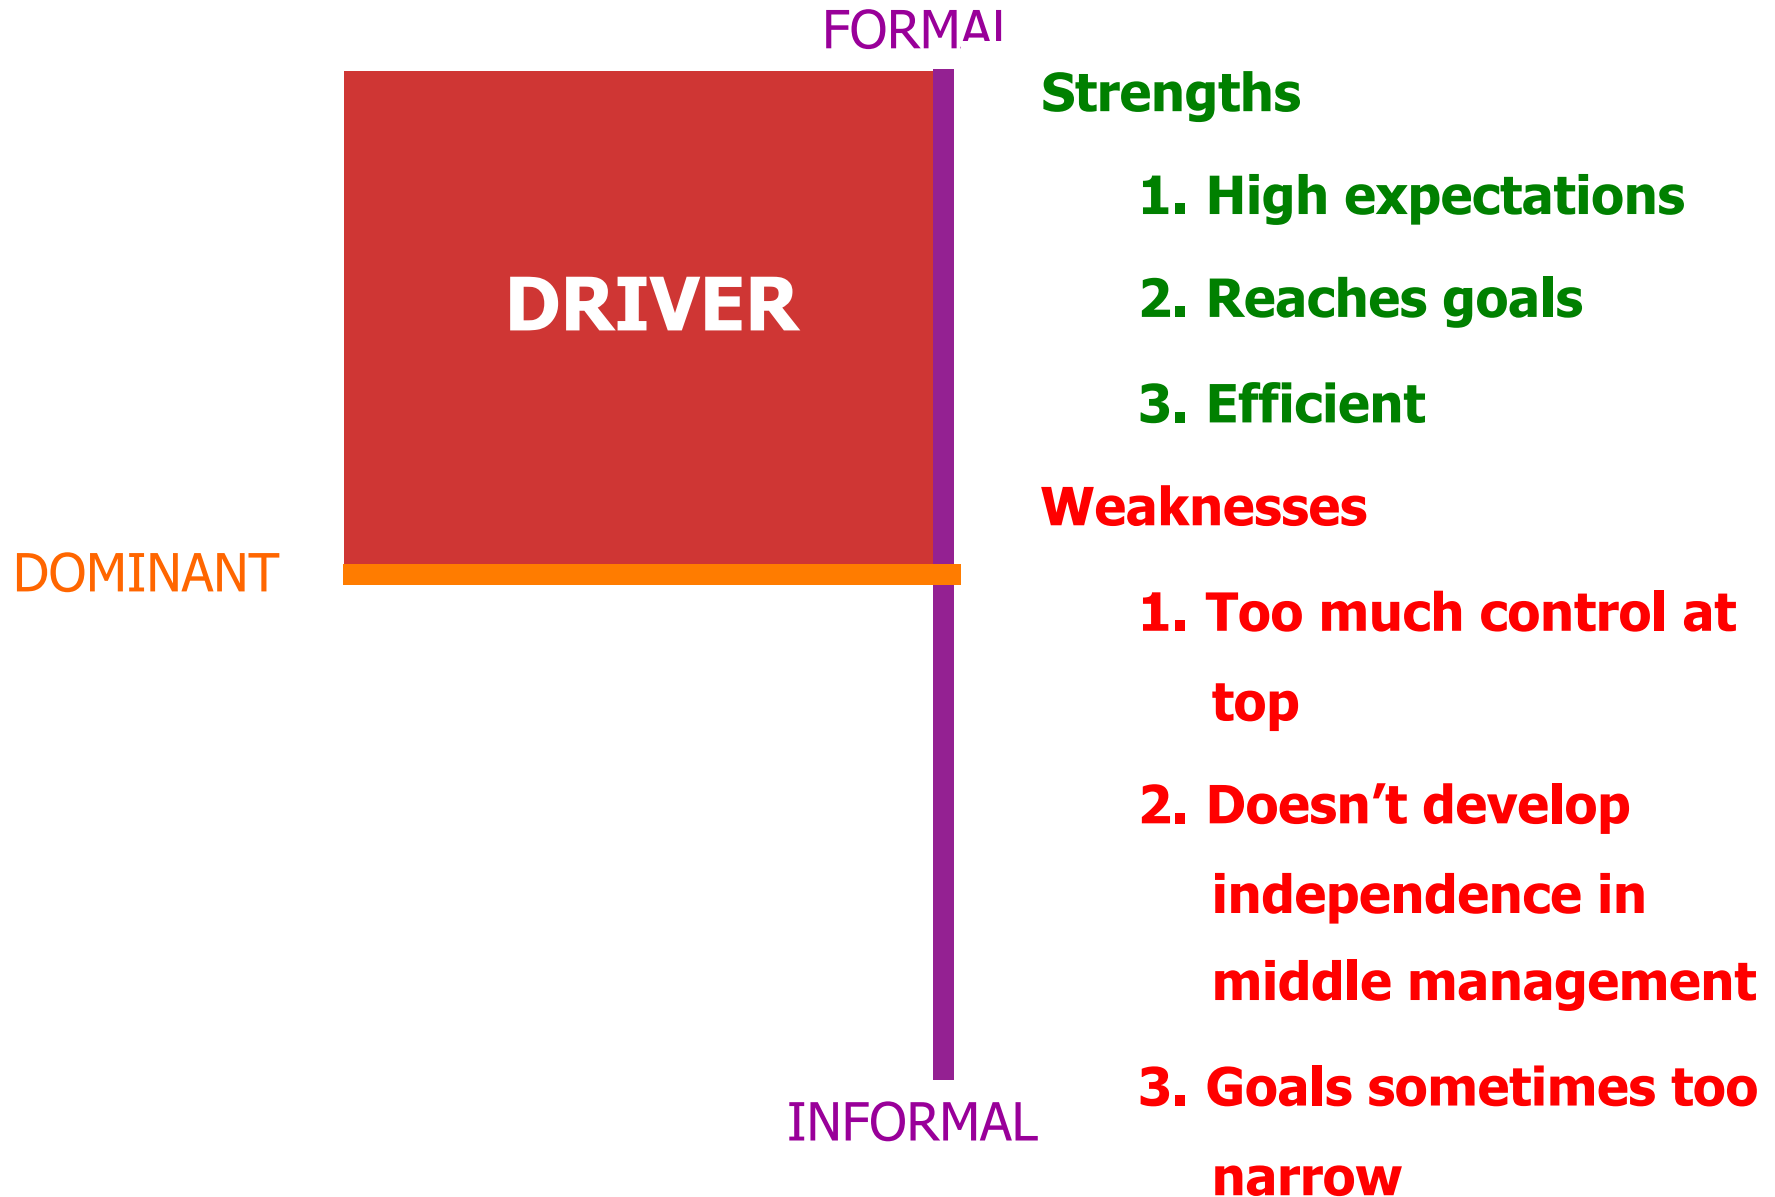 FORMAL
DRIVER
DOMINANT
INFORMAL
Strengths
1. High expectations
2. Reaches goals
3. Efficient
Weaknesses
1. Too much control at
top
2. Doesn’t develop
independence in
middle management
3. Goals sometimes too
narrow